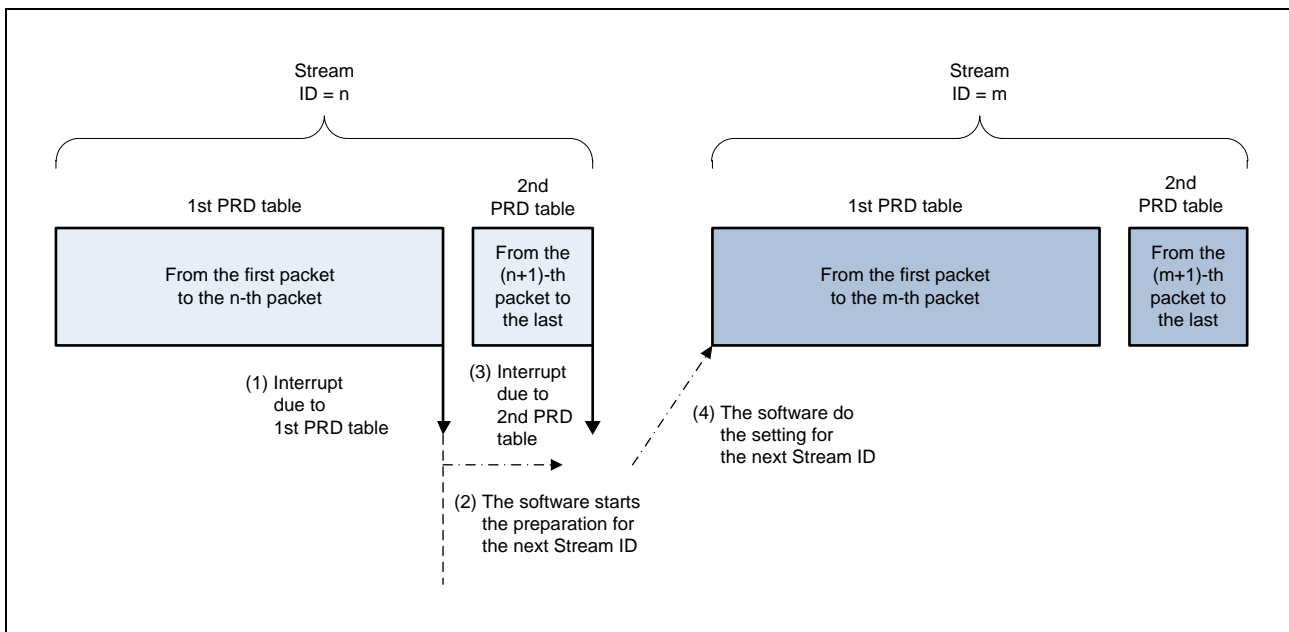 Stream
ID = n
Stream
ID = m
1st PRD table
2nd
PRD table
1st PRD table
2nd
PRD table
From the first packet
to the n-th packet
From the
(n+1)-th
packet to
the last
From the first packet
to the m-th packet
From the
(m+1)-th
packet to
the last
(1) Interrupt
due to
1st PRD table
(3) Interrupt
due to
2nd PRD
table
(4) The software do
the setting for
the next Stream ID
(2) The software starts
the preparation for
the next Stream ID